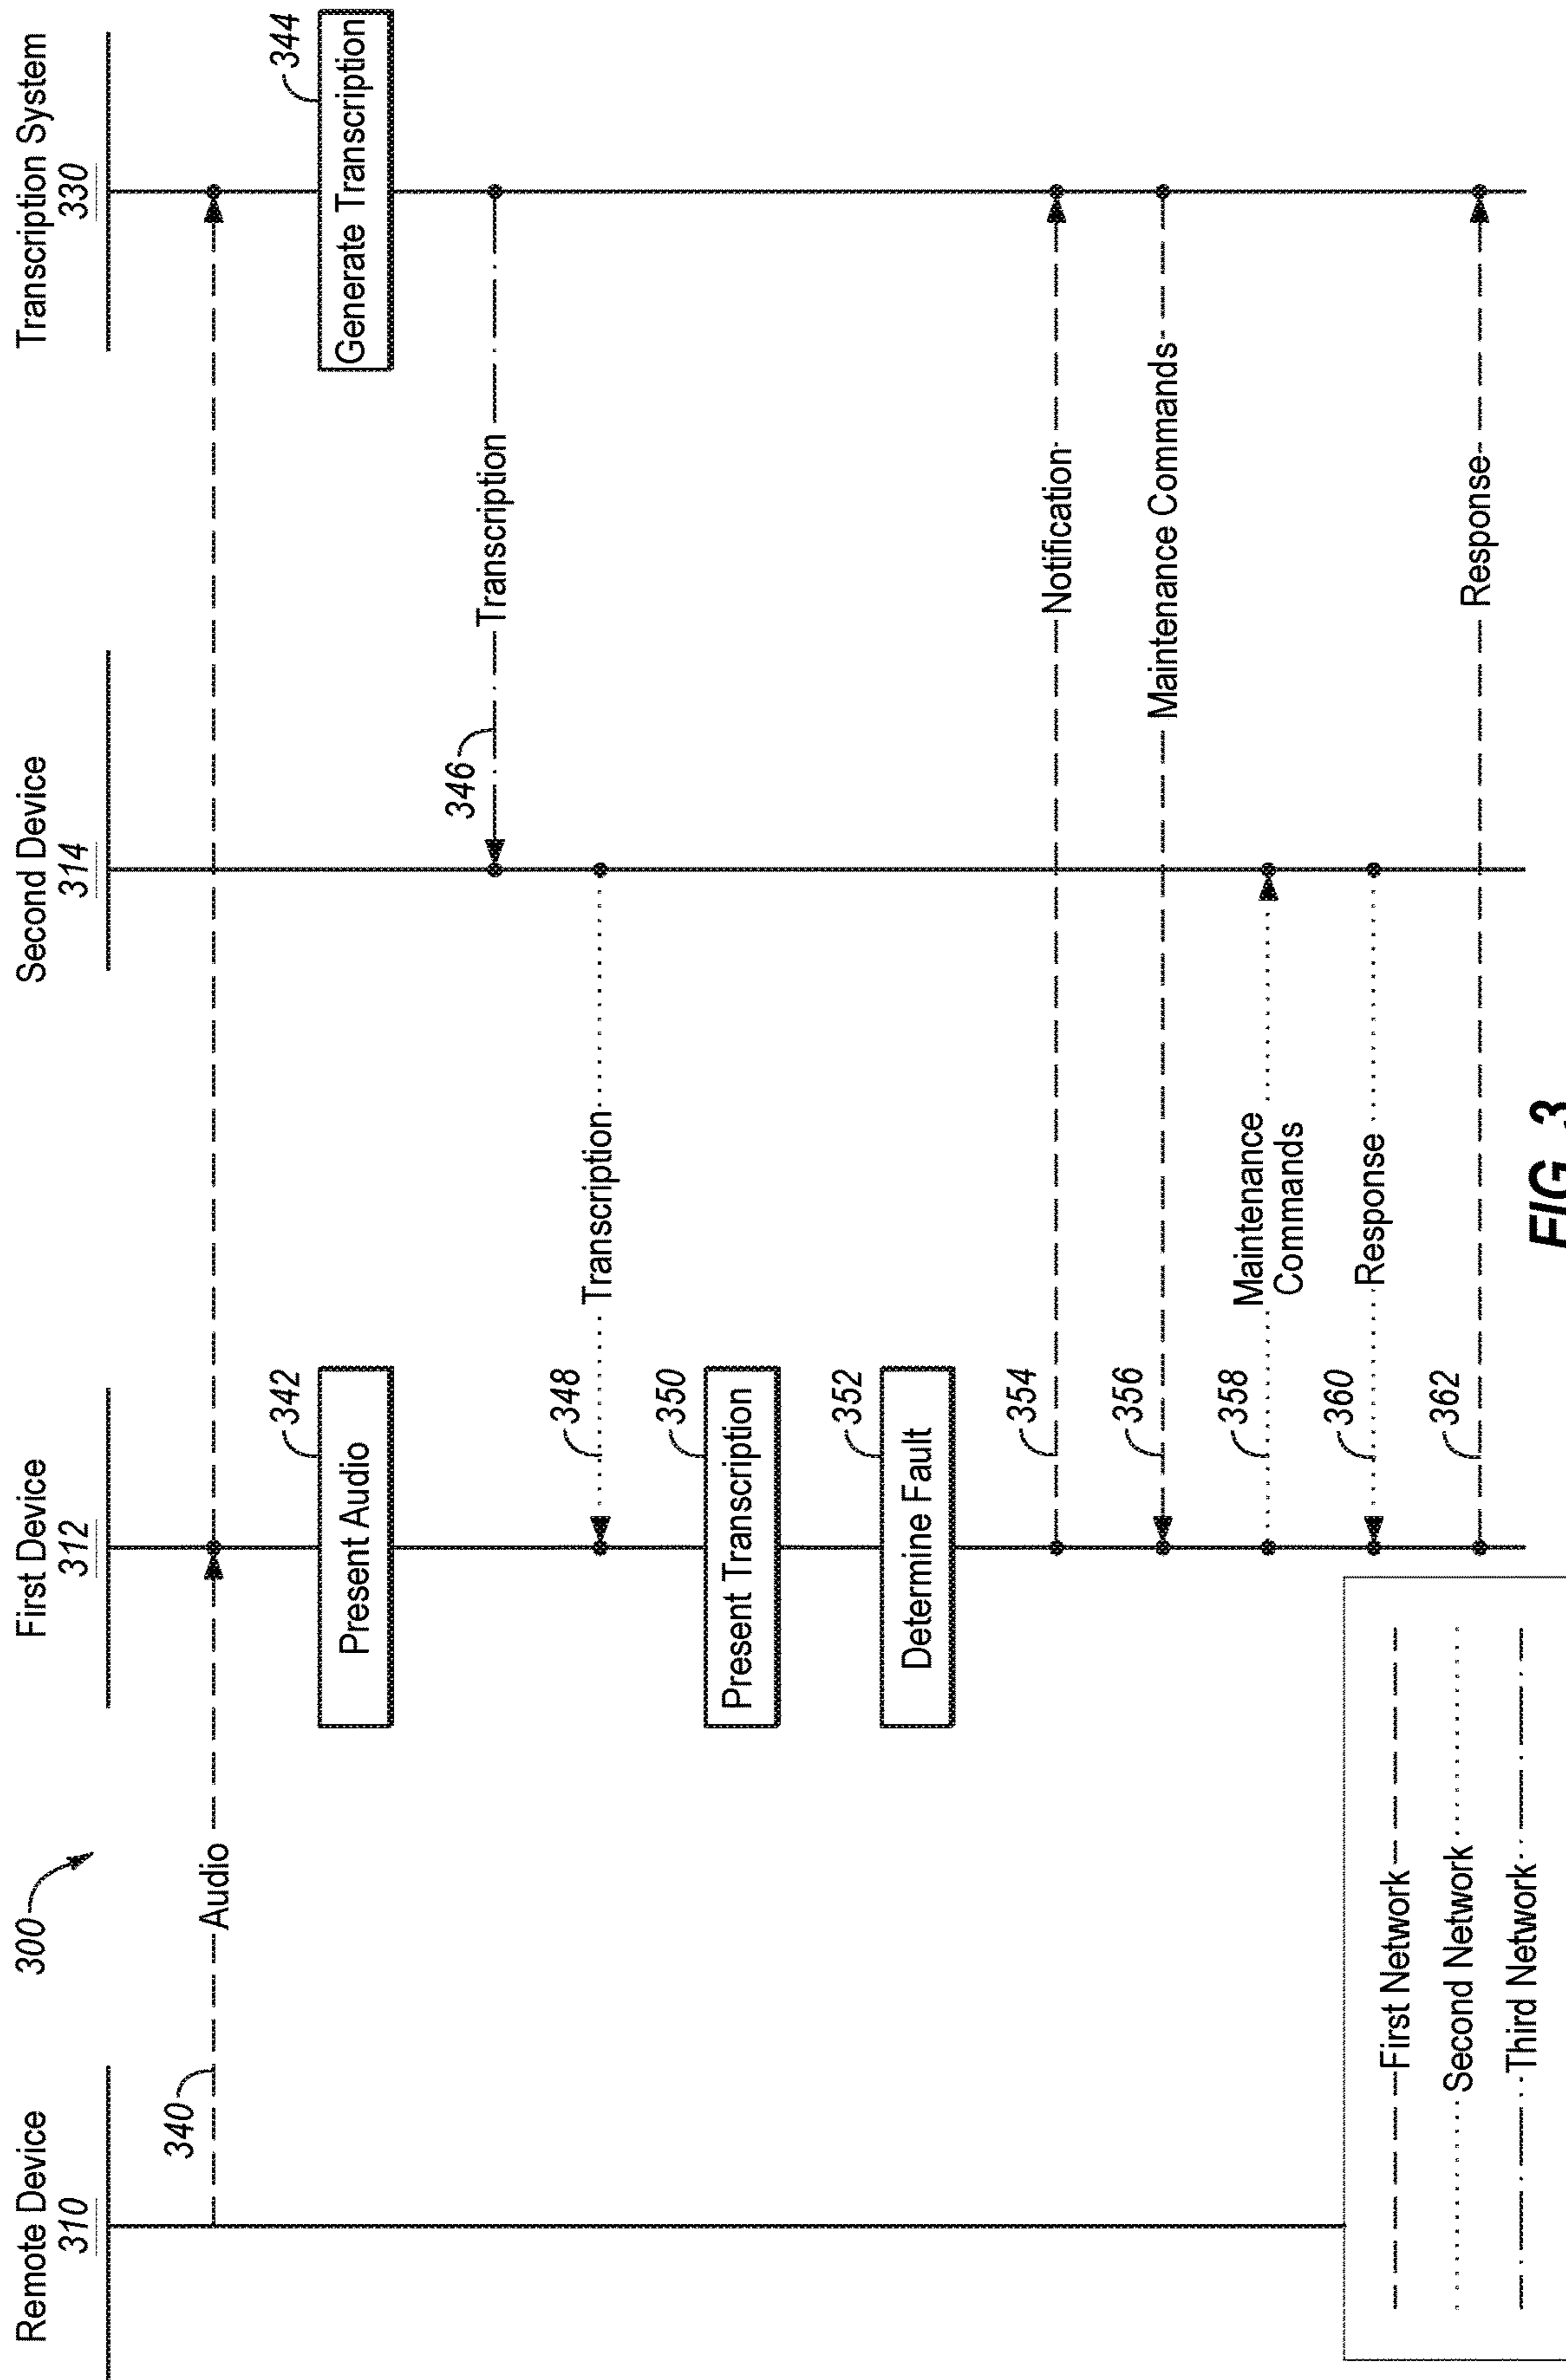 300
Remote Device
310
First Device
312
Second Device
314
Transcription System
330
340
Audio
342
Present Audio
344
Generate Transcription
346
Transcription
348
Transcription
350
Present Transcription
352
Determine Fault
354
Notification
356
Maintenance Commands
358
Maintenance
Commands
360
Response
362
Response
First Network
Second Network
Third Network
FIG. 3